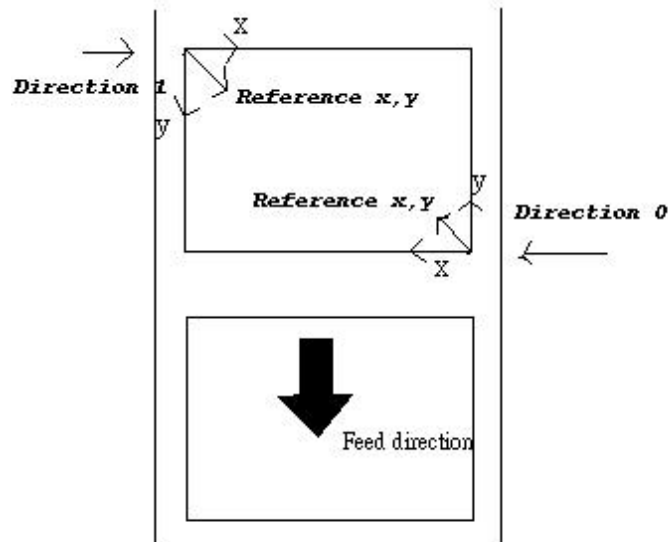 x
Direction 1
Reference x,y
y
Reference x,y
y
Direction 0
x
Feed direction